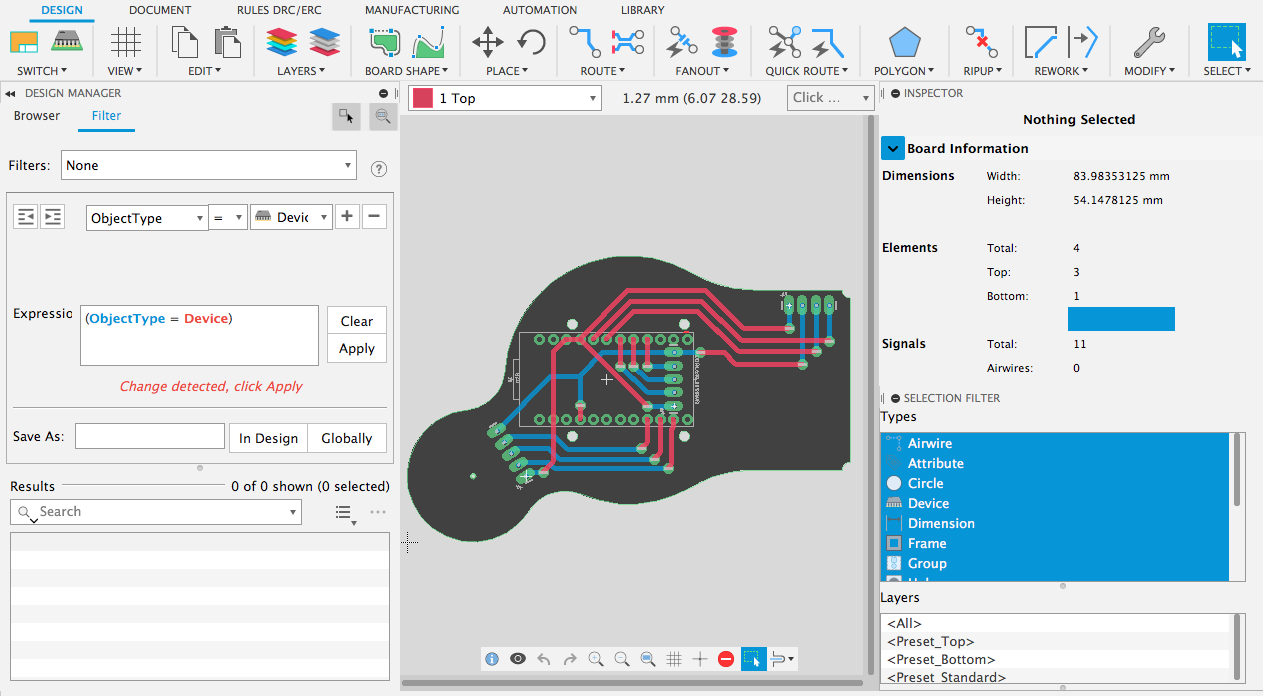 DESIGN DOCUMENT RULES DRC/ERC MANUFACTURING AUTOMATION LIBRARY
SWITCH VIEW EDIT LAYERS BOARD SHAPE PLACE ROUTE FANOUT QUICK ROUTE POLYGON RIPUP REWORK MODIFY SELECT
DESIGN MANAGER
Browser Filter
Filters: None
ObjectType = Devic
Expressio
(ObjectType = Device)
Clear
Apply
Change detected, click Apply
Save As: In Design Globally
Results 0 of 0 shown (0 selected)
Search
1 Top 1.27 mm (6.07 28.59) Click ...
INSPECTOR
Nothing Selected
Board Information
Dimensions Width: 83.98353125 mm
Height: 54.1478125 mm
Elements Total: 4
Top: 3
Bottom: 1
Signals Total: 11
Airwires: 0
SELECTION FILTER
Types
Airwire
Attribute
Circle
Device
Dimension
Frame
Group
Layers
<All>
<Preset_Top>
<Preset_Bottom>
<Preset_Standard>